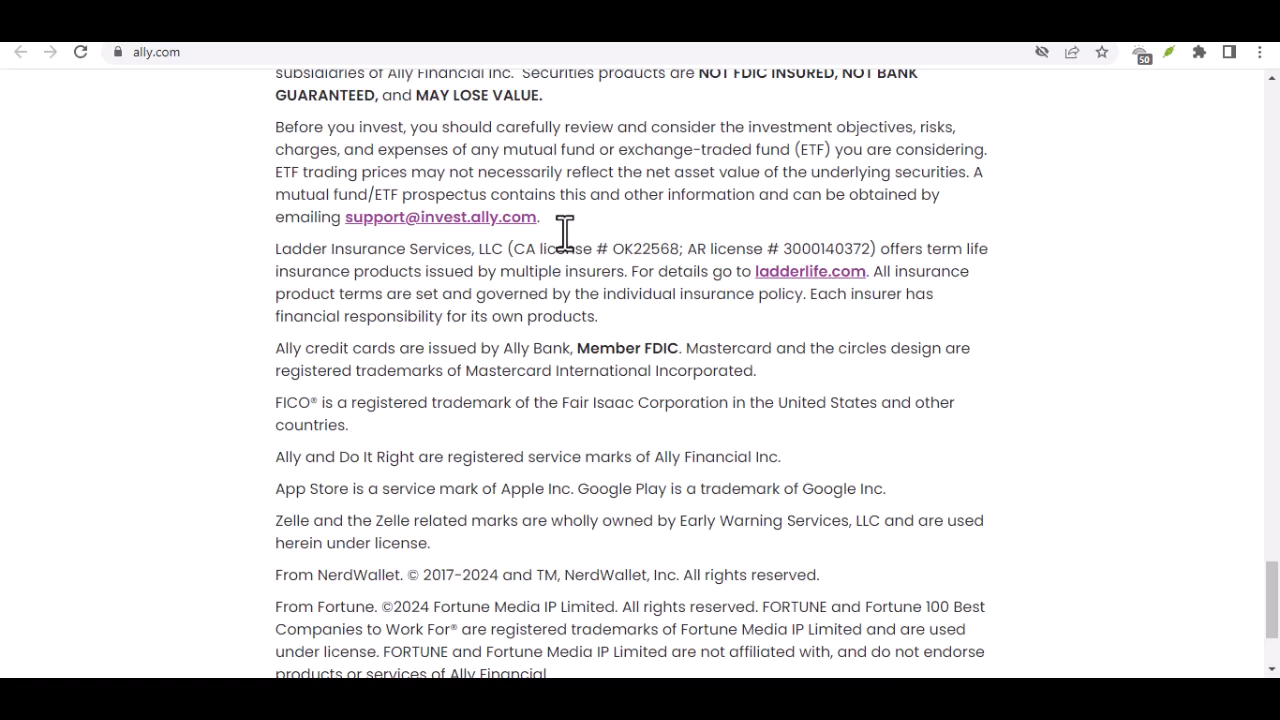 ally.com
50
subsidiaries of Ally Financial Inc. Securities products are NOT FDIC INSURED, NOT BANK
GUARANTEED, and MAY LOSE VALUE.
Before you invest, you should carefully review and consider the investment objectives, risks,
charges, and expenses of any mutual fund or exchange-traded fund (ETF) you are considering.
ETF trading prices may not necessarily reflect the net asset value of the underlying securities. A
mutual fund/ETF prospectus contains this and other information and can be obtained by
emailing support@invest.ally.com.
Ladder Insurance Services, LLC (CA license # OK22568; AR license # 3000140372) offers term life
insurance products issued by multiple insurers. For details go to ladderlife.com. All insurance
product terms are set and governed by the individual insurance policy. Each insurer has
financial responsibility for its own products.
Ally credit cards are issued by Ally Bank, Member FDIC. Mastercard and the circles design are
registered trademarks of Mastercard International Incorporated.
FICO® is a registered trademark of the Fair Isaac Corporation in the United States and other
countries.
Ally and Do It Right are registered service marks of Ally Financial Inc.
App Store is a service mark of Apple Inc. Google Play is a trademark of Google Inc.
Zelle and the Zelle related marks are wholly owned by Early Warning Services, LLC and are used
herein under license.
From NerdWallet. © 2017-2024 and TM, NerdWallet, Inc. All rights reserved.
From Fortune. ©2024 Fortune Media IP Limited. All rights reserved. FORTUNE and Fortune 100 Best
Companies to Work For® are registered trademarks of Fortune Media IP Limited and are used
under license. FORTUNE and Fortune Media IP Limited are not affiliated with, and do not endorse
products or services of Ally Financial